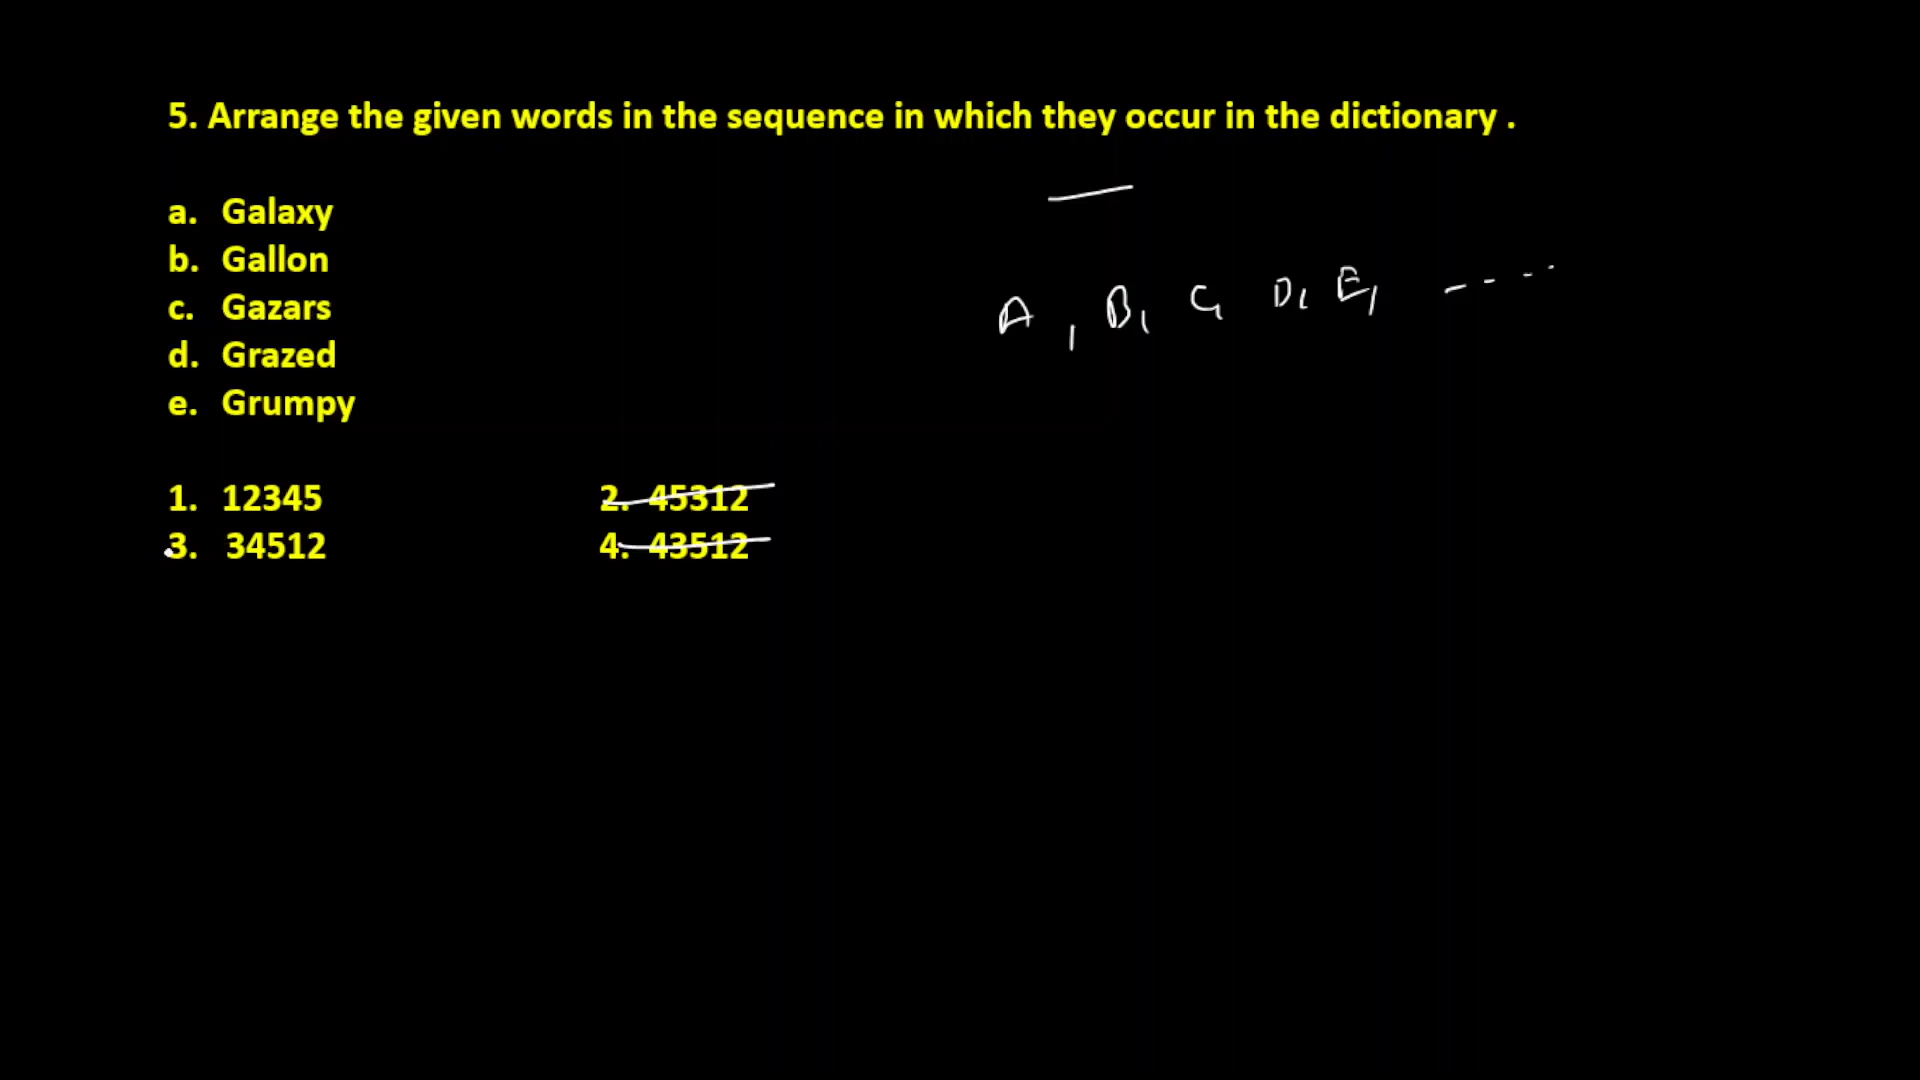 5. Arrange the given words in the sequence in which they occur in the dictionary .
a. Galaxy
b. Gallon
c. Gazars
d. Grazed
e. Grumpy
A , B, C, D, E, - - - -
1. 12345 2. 45312
3. 34512 4. 43512